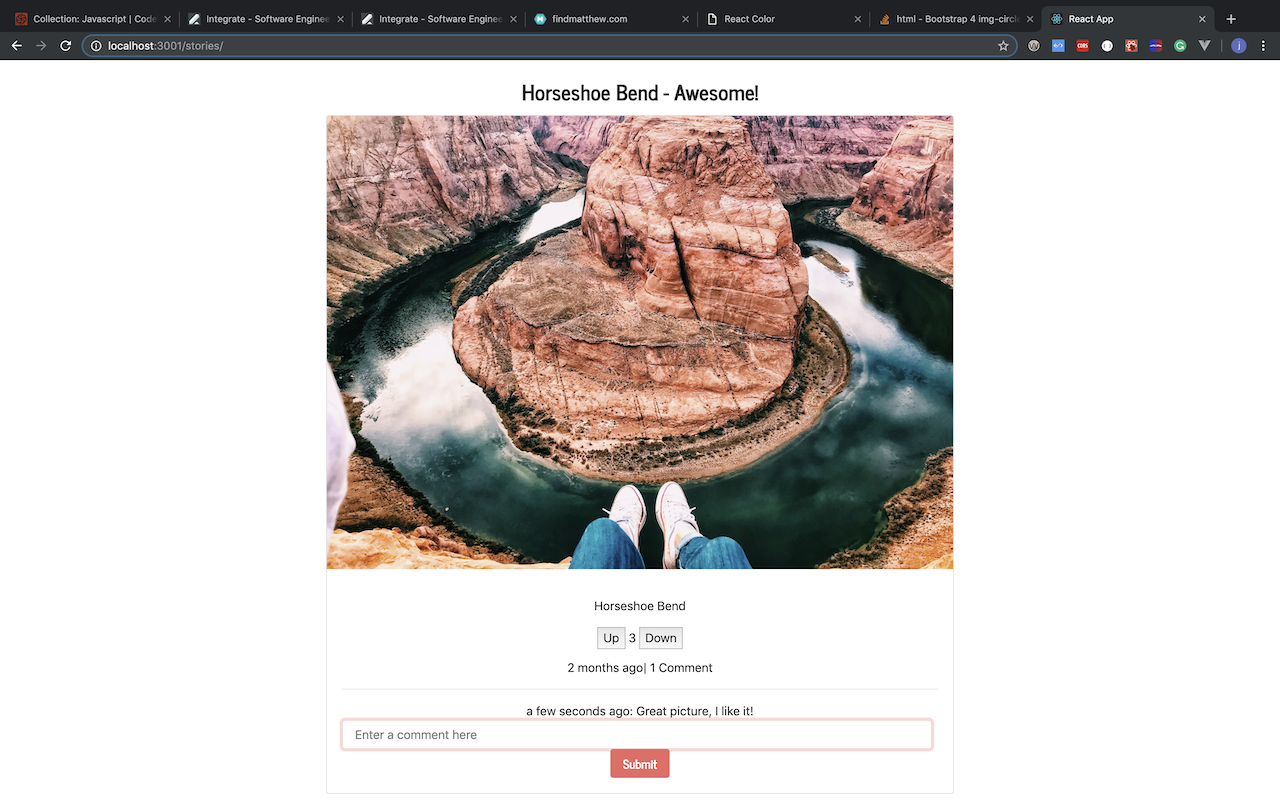 Collection: Javascript | Code
Integrate - Software Enginee
Integrate - Software Enginee
findmatthew.com
React Color
html - Bootstrap 4 img-circle
React App
localhost:3001/stories/
CORS
j
Horseshoe Bend - Awesome!
Horseshoe Bend
Up 3 Down
2 months ago| 1 Comment
a few seconds ago: Great picture, I like it!
Enter a comment here
Submit